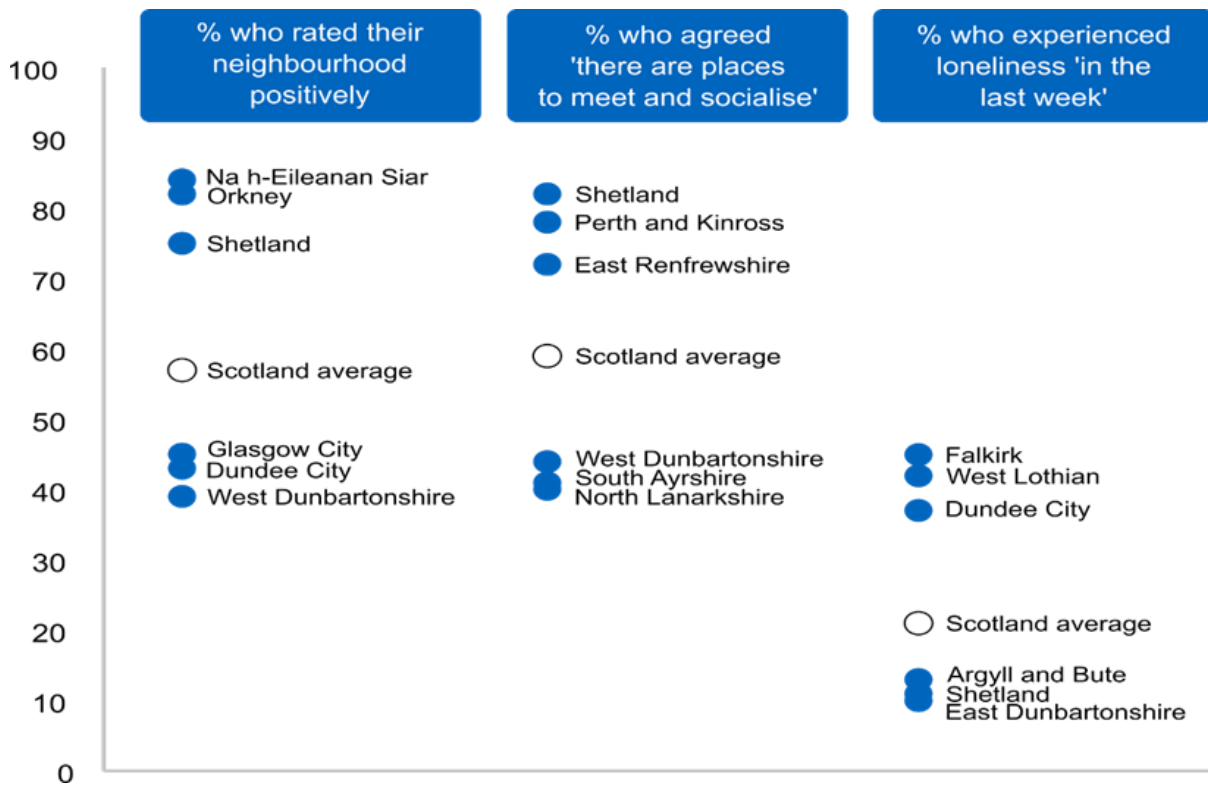 % who rated their
neighbourhood
positively
% who agreed
'there are places
to meet and socialise'
% who experienced
loneliness 'in the
last week'
100
90
80
70
60
50
40
30
20
10
0
Na h-Eileanan Siar
Orkney
Shetland
Scotland average
Glasgow City
Dundee City
West Dunbartonshire
Shetland
Perth and Kinross
East Renfrewshire
Scotland average
West Dunbartonshire
South Ayrshire
North Lanarkshire
Falkirk
West Lothian
Dundee City
Scotland average
Argyll and Bute
Shetland
East Dunbartonshire